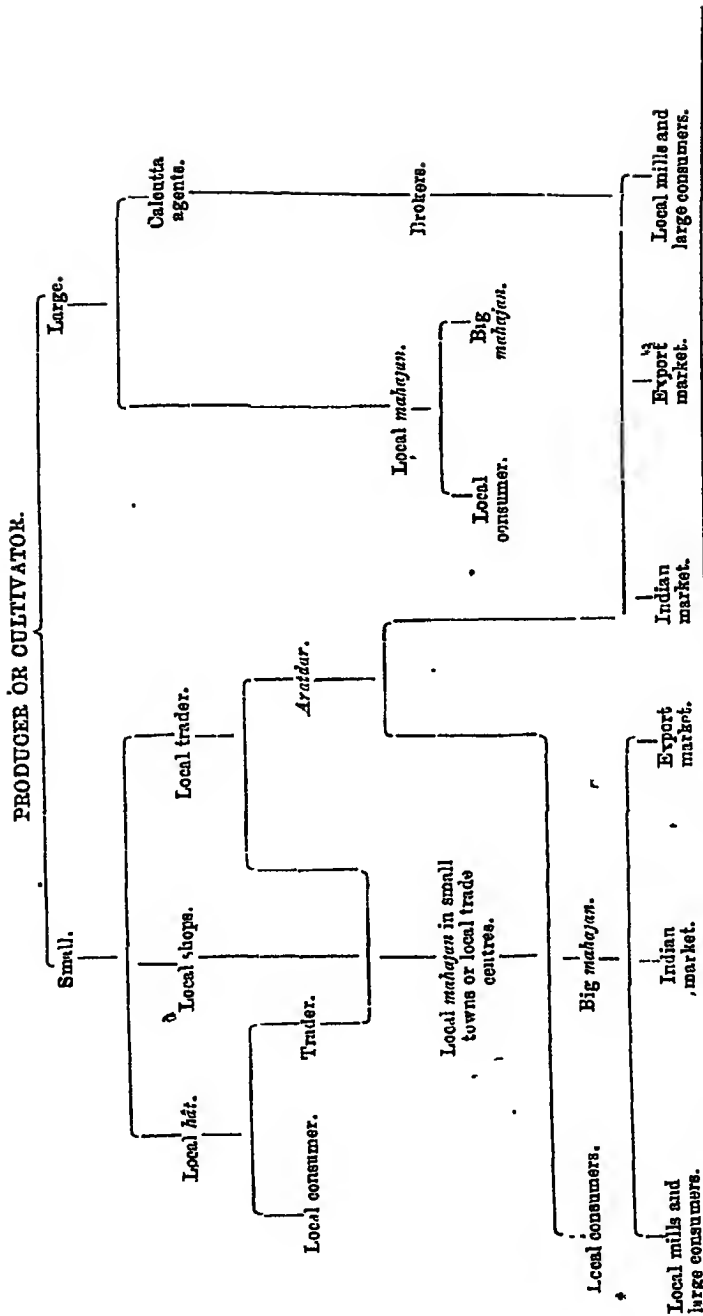 PRODUCER OR CULTIVATOR.
Small.
Large.
Local hât.
Local shops.
Local trader.
Calcutta
agents.
Local consumer.
Trader.
Aratdar.
Local mahajan.
Brokers.
Local mahajan in small
towns or local trade
centres.
Local
consumer.
Big
mahajan.
Local consumers.
Big mahajan.
Local mills and
large consumers.
Indian
market.
Export
market.
Indian
market.
Export
market.
Local mills and
large consumers.